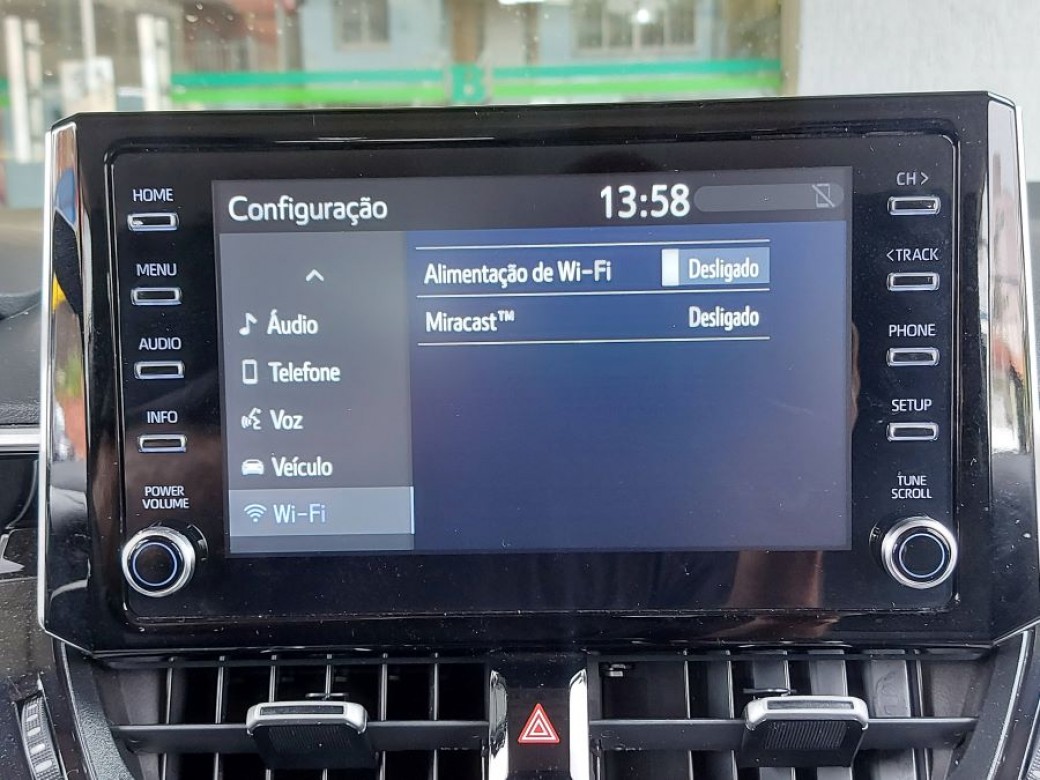 HOME
MENU
AUDIO
INFO
POWER
VOLUME
Configuração 13:58
Áudio
Telefone
Voz
Veículo
Wi-Fi
Alimentação de Wi-Fi Desligado
Miracast™ Desligado
CH >
<TRACK
PHONE
SETUP
TUNE
SCROLL
B